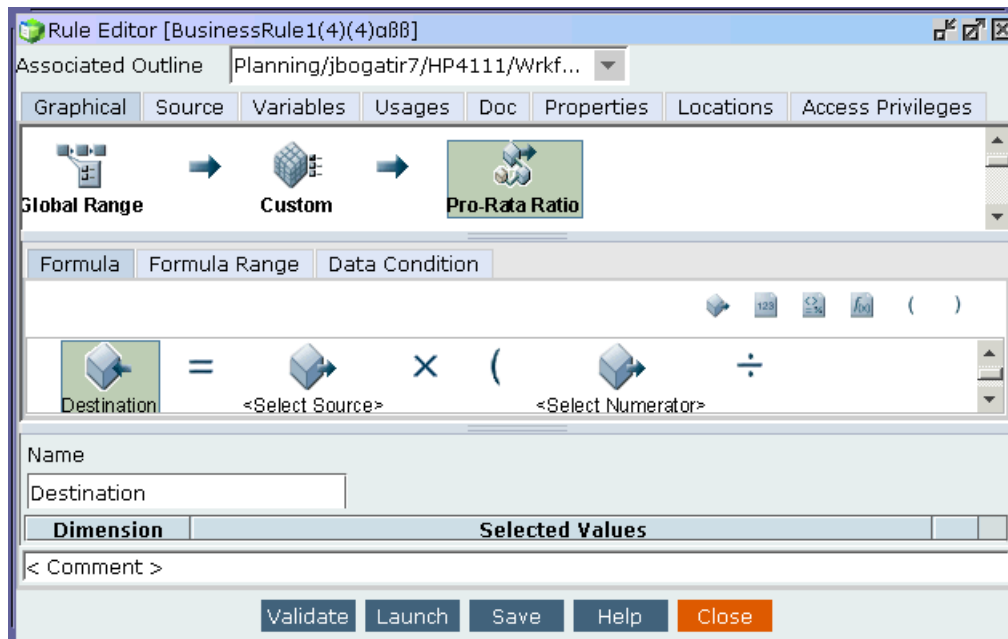 Rule Editor [BusinessRule1(4)(4)αßß]
Associated Outline Planning/jbogatir7/HP4111/Wrkf...
Graphical Source Variables Usages Doc Properties Locations Access Privileges
Global Range Custom Pro-Rata Ratio
Formula Formula Range Data Condition
123 f(x) ( )
= × ( ÷
Destination <Select Source> <Select Numerator>
Name
Destination
Dimension Selected Values
< Comment >
Validate Launch Save Help Close